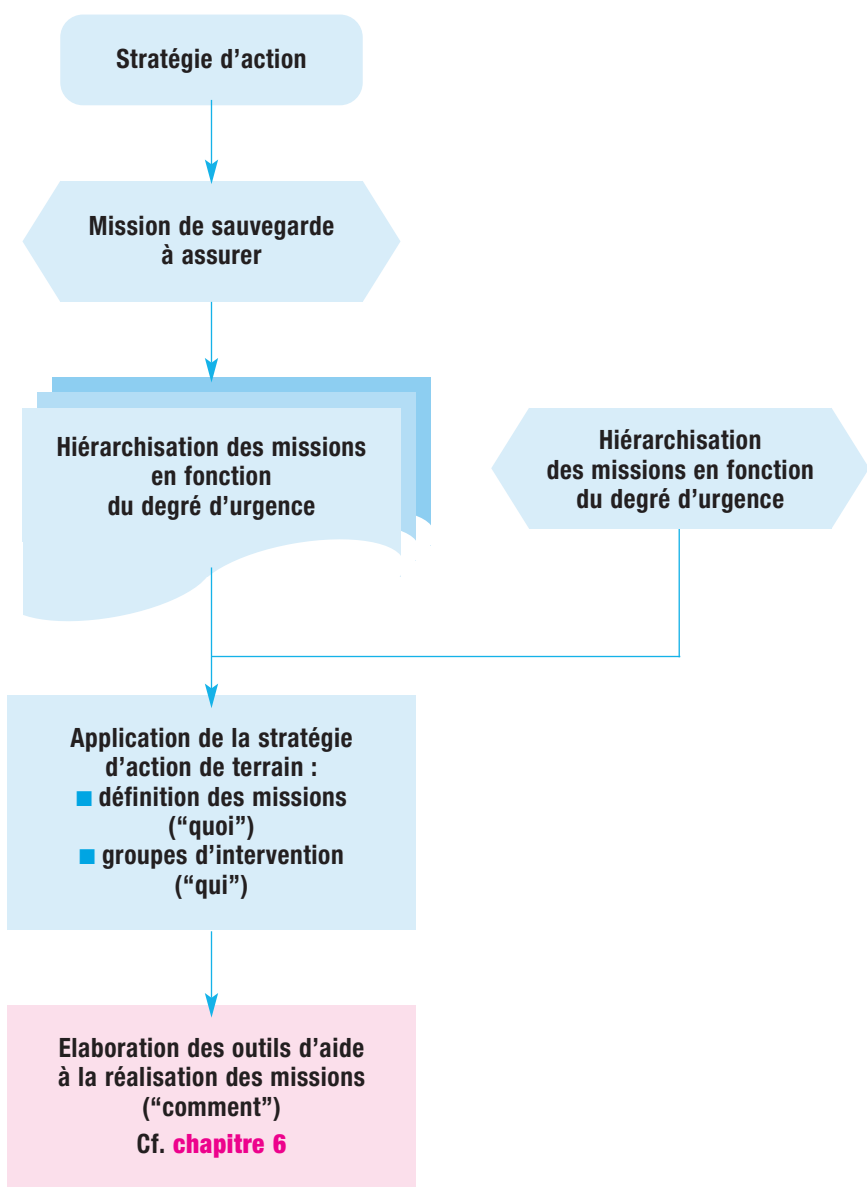 Stratégie d’action
Mission de sauvegarde
à assurer
Hiérarchisation des missions
en fonction
du degré d’urgence
Hiérarchisation
des missions en fonction
du degré d’urgence
Application de la stratégie
d’action de terrain :
■ définition des missions
(“quoi”)
■ groupes d’intervention
(“qui”)
Elaboration des outils d’aide
à la réalisation des missions
(“comment”)
Cf. chapitre 6